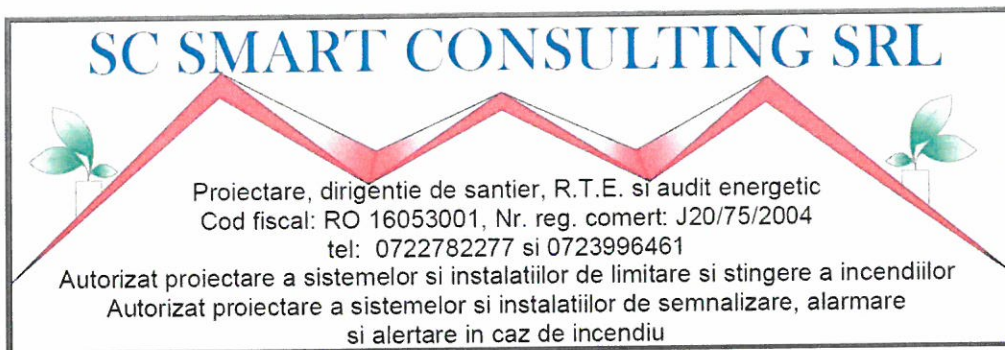 SC SMART CONSULTING SRL
Proiectare, dirigentie de santier, R.T.E. si audit energetic
Cod fiscal: RO 16053001, Nr. reg. comert: J20/75/2004
tel: 0722782277 si 0723996461
Autorizat proiectare a sistemelor si instalatiilor de limitare si stingere a incendiilor
Autorizat proiectare a sistemelor si instalatiilor de semnalizare, alarmare
si alertare in caz de incendiu